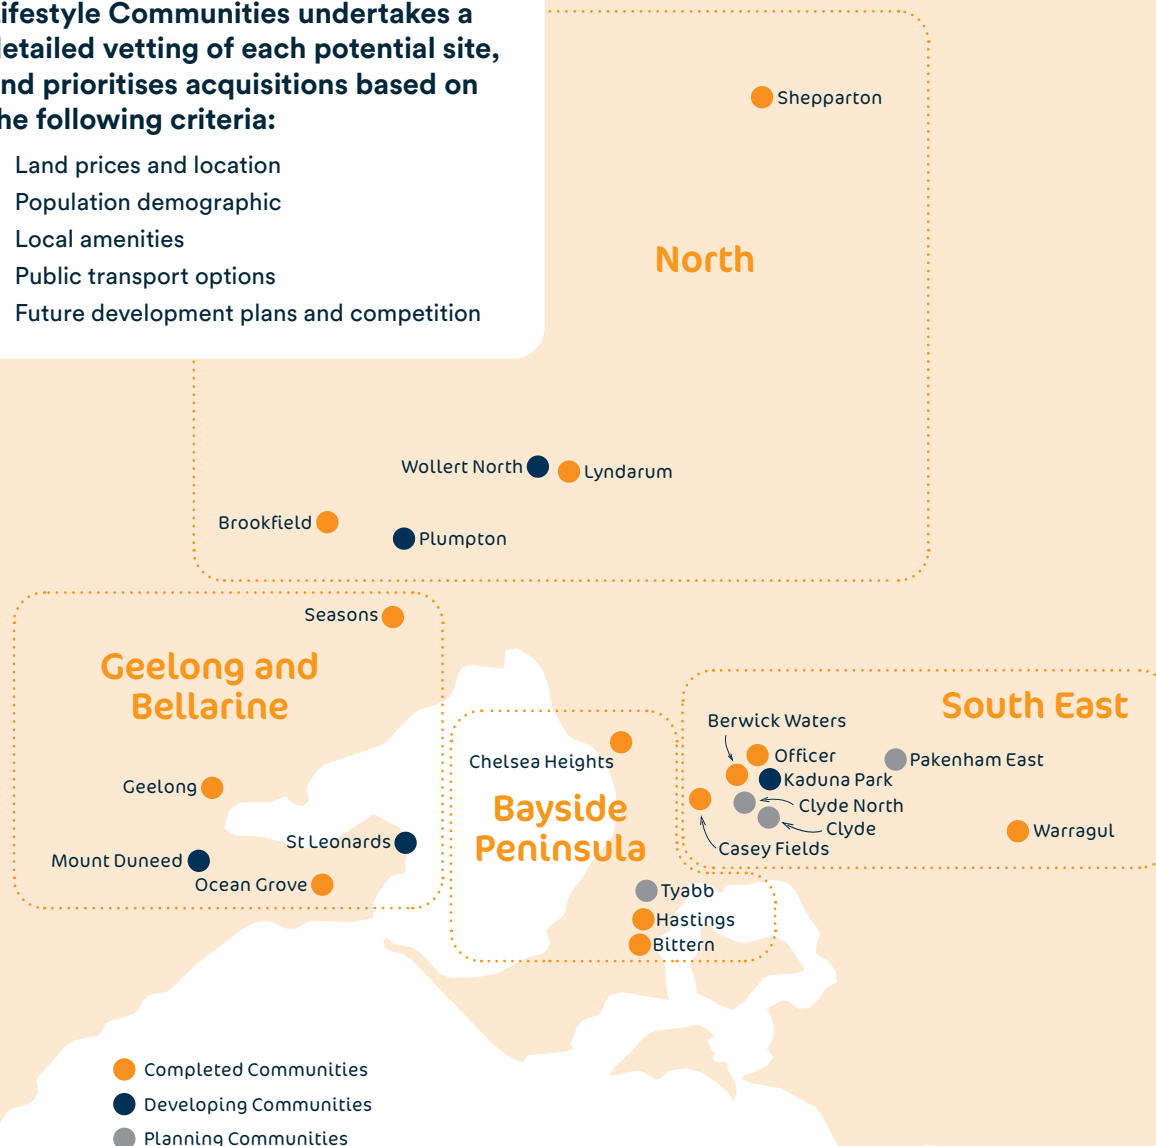 ifestyle Communities undertakes a
etailed vetting of each potential site,
nd prioritises acquisitions based on
he following criteria:
Land prices and location
Population demographic
Local amenities
Public transport options
Future development plans and competition
Shepparton
North
Wollert North
Lyndarum
Brookfield
Plumpton
Seasons
Geelong and
Bellarine
South East
Berwick Waters
Officer
Pakenham East
Chelsea Heights
Kaduna Park
Geelong
Bayside
Peninsula
Clyde North
Clyde
Warragul
St Leonards
Casey Fields
Mount Duneed
Ocean Grove
Tyabb
Hastings
Bittern
Completed Communities
Developing Communities
Planning Communities